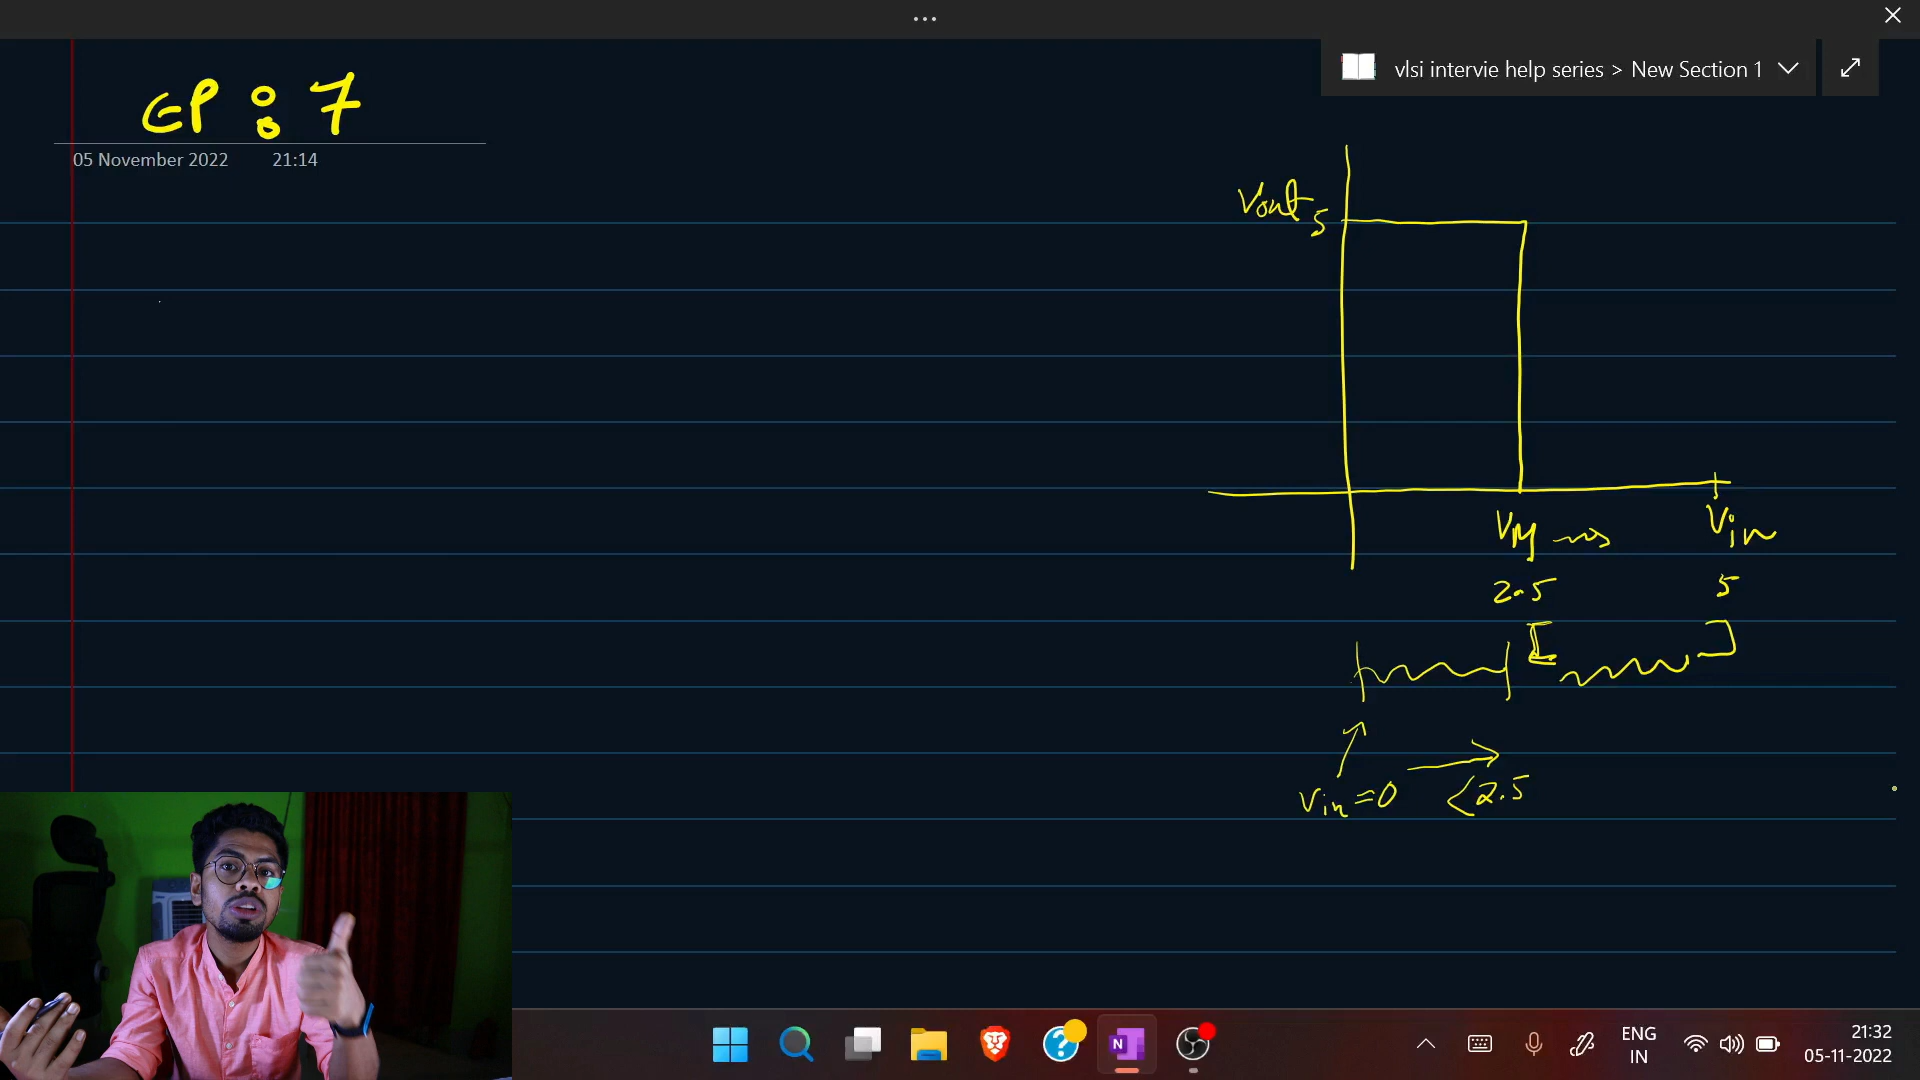 vlsi intervie help series > New Section 1
EP : 7
05 November 2022 21:14
Vout 5
VM Vin
2.5 5
Vin = 0 <2.5
ENG
IN
21:32
05-11-2022